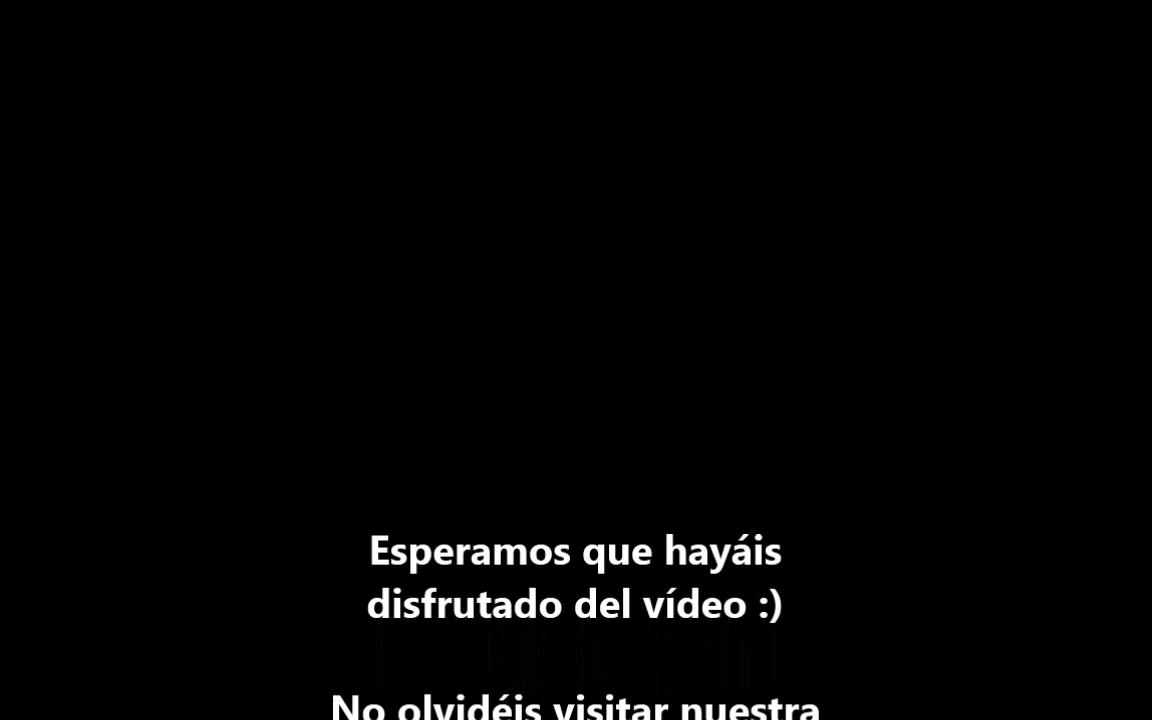 Esperamos que hayáis
disfrutado del vídeo :)
No olvidéis visitar nuestra